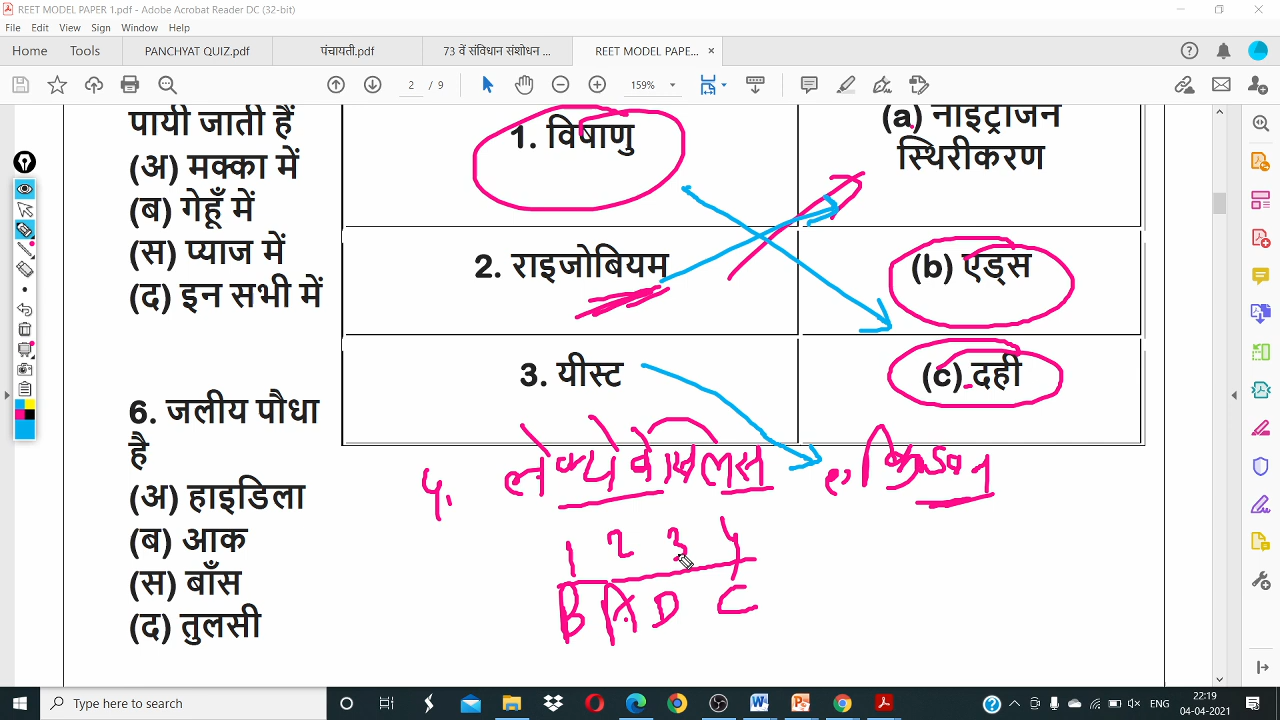 REET MODEL PAPER 1.pdf - Adobe Acrobat Reader DC (32-bit)
File Edit View Sign Window Help
Home Tools PANCHYAT QUIZ.pdf पंचायती.pdf 73 वें संविधान संशोधन ... REET MODEL PAPE... ×
2 / 9 159%
पायी जाती हैं
(अ) मक्का में
(ब) गेहूँ में
(स) प्याज में
(द) इन सभी में
1. विषाणु
(a) नाइट्रोजन
स्थिरीकरण
2. राइजोबियम
(b) एड्स
3. यीस्ट
(c) दही
6. जलीय पौधा
है
(अ) हाइडिला
(ब) आक
(स) बाँस
(द) तुलसी
1 2 3 4
B A D C
Type here to search
ENG
22:19
04-04-2021